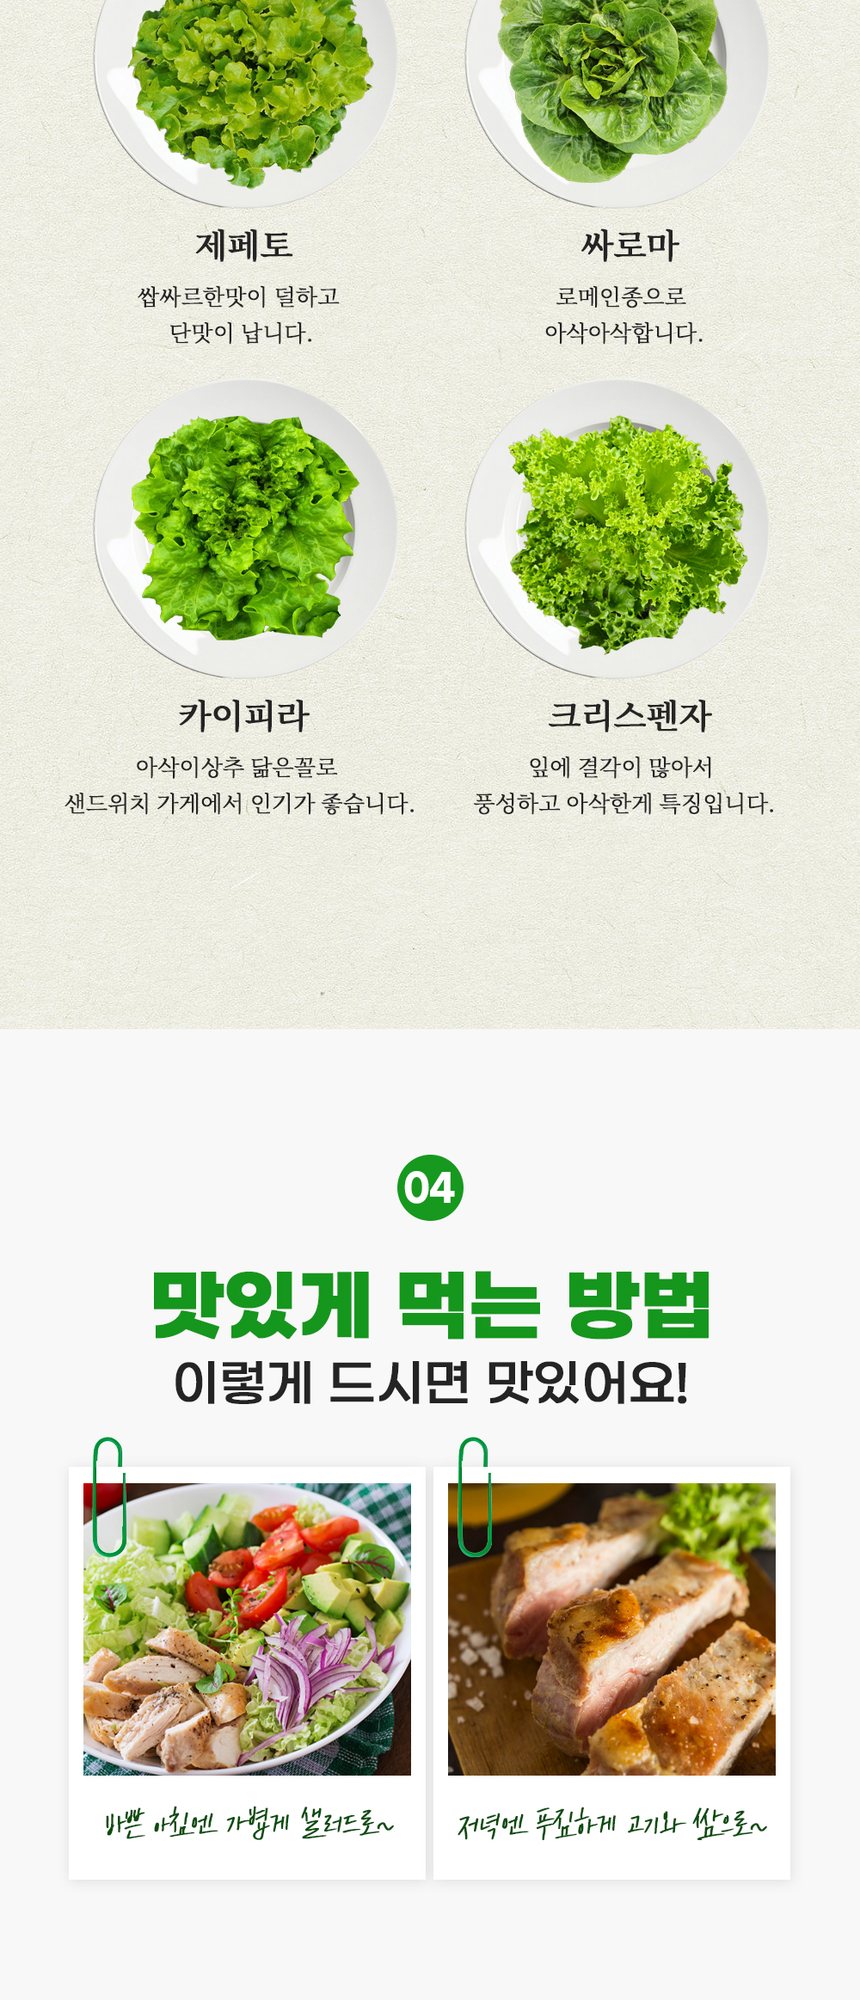 제페토
쌉싸르한맛이 덜하고
단맛이 납니다.
싸로마
로메인종으로
아삭아삭합니다.
카이피라
아삭이상추 닮은꼴로
샌드위치 가게에서 인기가 좋습니다.
크리스펜자
잎에 결각이 많아서
풍성하고 아삭한게 특징입니다.
04
맛있게 먹는 방법
이렇게 드시면 맛있어요!
바쁜 아침엔 가볍게 샐러드로~
저녁엔 푸짐하게 고기와 쌈으로~